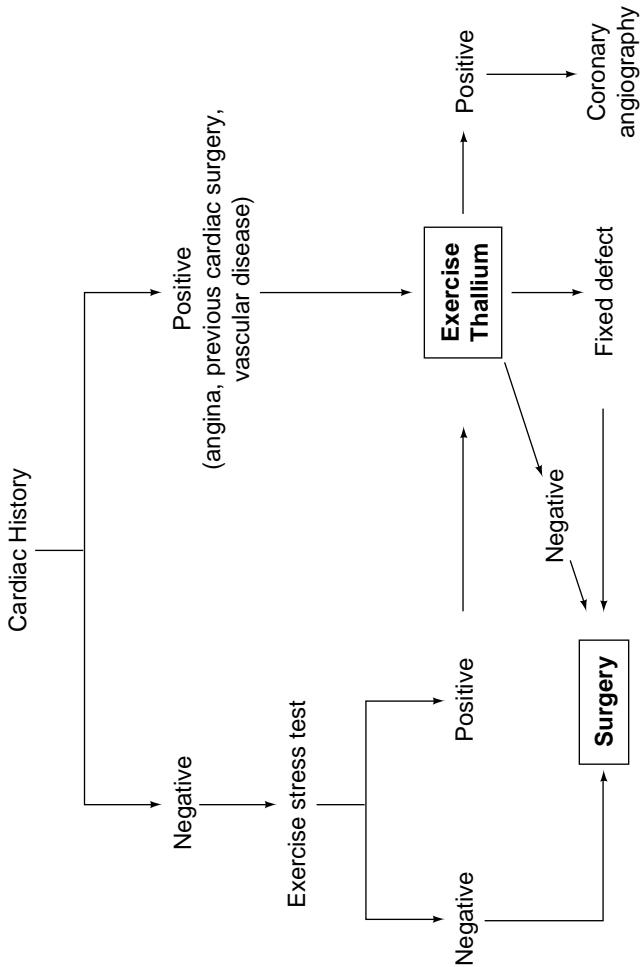 Cardiac History
Negative
Positive
(angina, previous cardiac surgery,
vascular disease)
Exercise stress test
Negative
Positive
Exercise
Thallium
Positive
Negative
Fixed defect
Coronary
angiography
Surgery